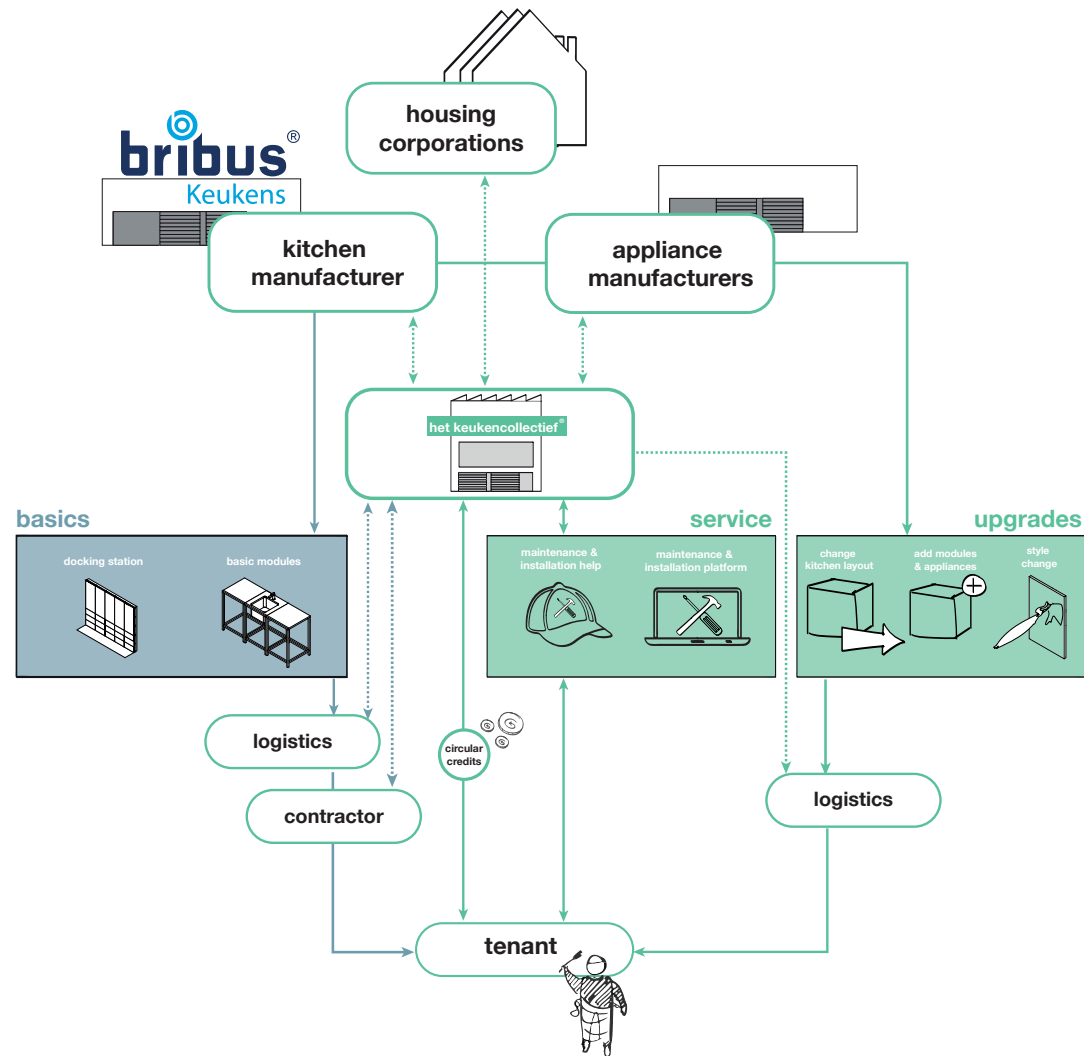 housing
corporations
bribus®
Keukens
kitchen
manufacturer
appliance
manufacturers
het keukencollectief®
basics
service
upgrades
docking station
basic modules
maintenance &
installation help
maintenance &
installation platform
change
kitchen layout
add modules
& appliances
style
change
logistics
circular
credits
contractor
logistics
tenant